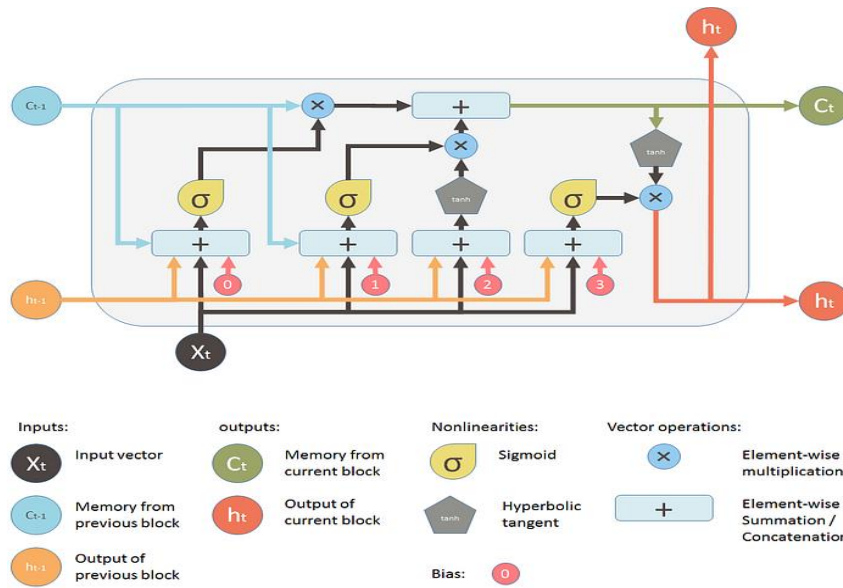 ht
Ct-1
×
+
Ct
tanh
×
σ
σ
tanh
σ
×
+
+
+
+
ht-1
0
1
2
3
ht
Xt
Inputs:
outputs:
Nonlinearities:
Vector operations:
Xt
Input vector
Ct
Memory from
current block
σ
Sigmoid
×
Element-wise
multiplication
Ct-1
Memory from
previous block
ht
Output of
current block
tanh
Hyperbolic
tangent
+
Element-wise
Summation /
Concatenation
ht-1
Output of
previous block
Bias:
0